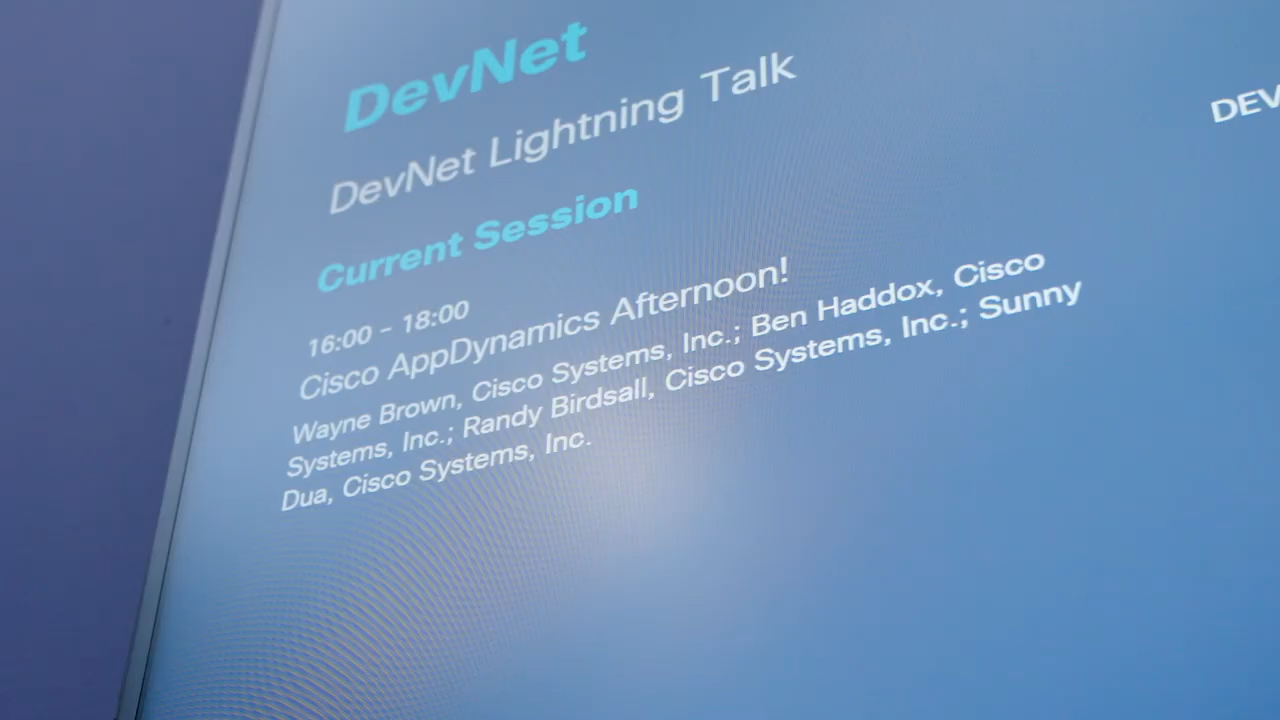 DevNet
DevNet Lightning Talk
DEV
Current Session
16:00 - 18:00
Cisco AppDynamics Afternoon!
Wayne Brown, Cisco Systems, Inc.; Ben Haddox, Cisco
Systems, Inc.; Randy Birdsall, Cisco Systems, Inc.; Sunny
Dua, Cisco Systems, Inc.